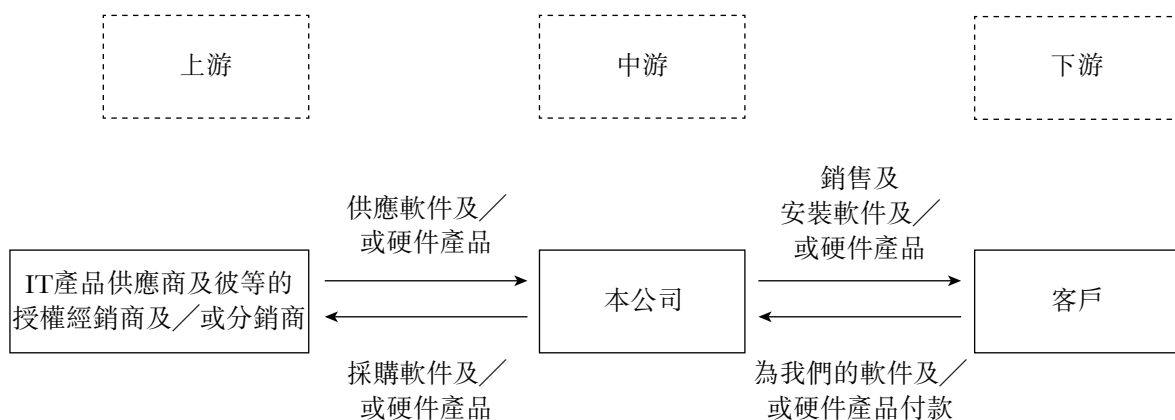 上游
中游
下游
供應軟件及／
或硬件產品
銷售及
安裝軟件及／
或硬件產品
IT產品供應商及彼等的
授權經銷商及／或分銷商
本公司
客戶
採購軟件及／
或硬件產品
為我們的軟件及／
或硬件產品付款